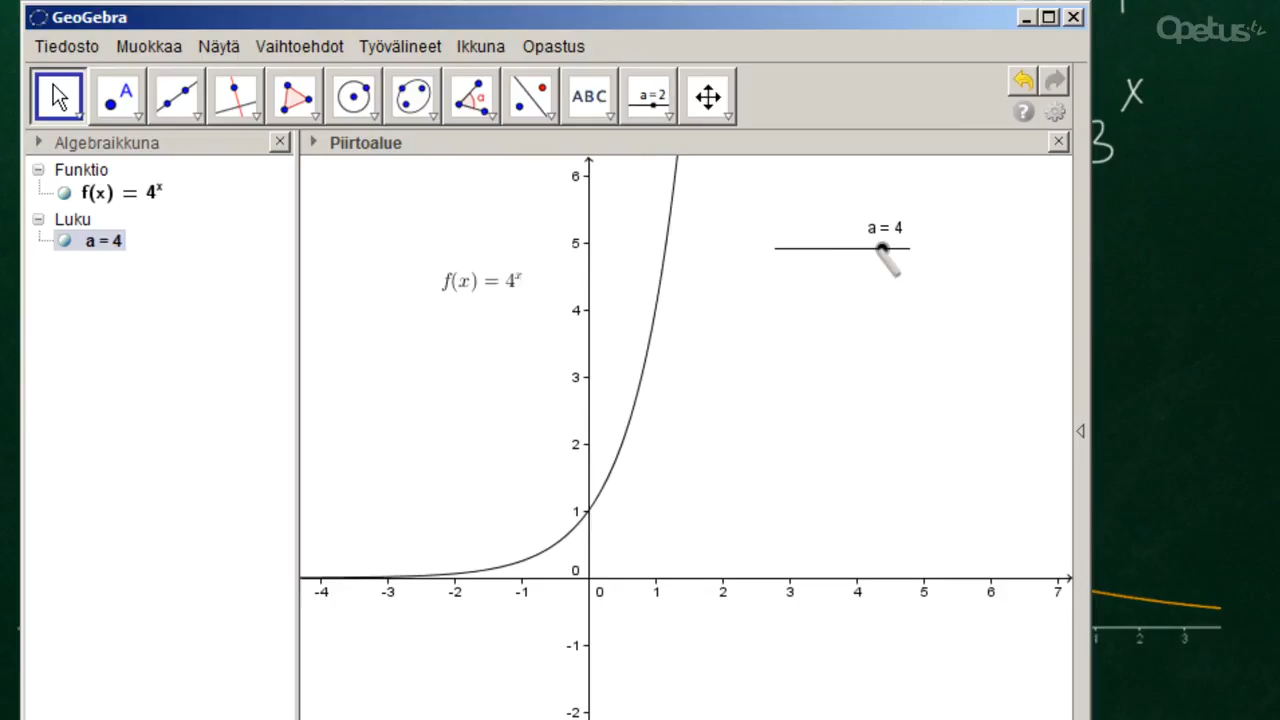 GeoGebra
Opetus.tv
Tiedosto Muokkaa Näytä Vaihtoehdot Työvälineet Ikkuna Opastus
A α ABC a = 2
x
3
Algebraikkuna
Piirtoalue
Funktio
f(x) = 4ˣ
Luku
a = 4
a = 4
f(x) = 4ˣ
6
5
4
3
2
1
0
-4 -3 -2 -1 0 1 2 3 4 5 6 7
-1
-2
1 2 3